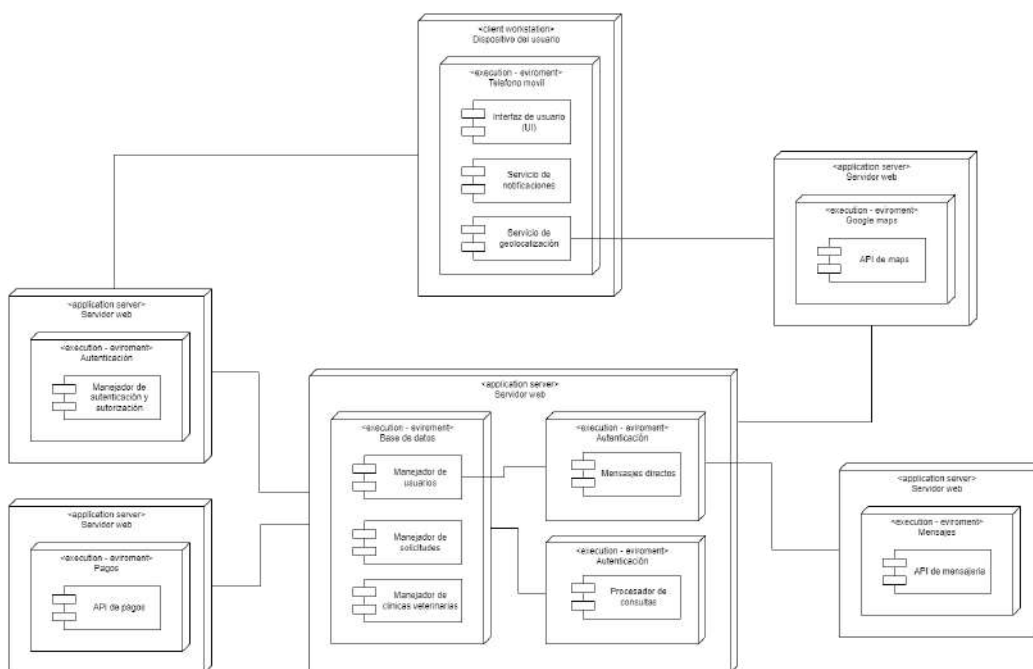 «client workstation»
Dispositivo del usuario
«execution - eviroment»
Telefono movil
Interfaz de usuario
(UI)
Servicio de
notificaciones
Servicio de
geolocalización
«application server»
Servidor web
«execution - eviroment»
Google maps
API de maps
«application server»
Servidor web
«execution - eviroment»
Autenticación
Manejador de
autenticación y
autorización
«application server»
Servidor web
«execution - eviroment»
Base de datos
Manejador de
usuarios
Manejador de
solicitudes
Manejador de
clínicas veterinarias
«execution - eviroment»
Autenticación
Mensasjes directos
«execution - eviroment»
Autenticación
Procesador de
consultas
«application server»
Servidor web
«execution - eviroment»
Mensajes
API de mensajeria
«application server»
Servidor web
«execution - eviroment»
Pagos
API de pagos